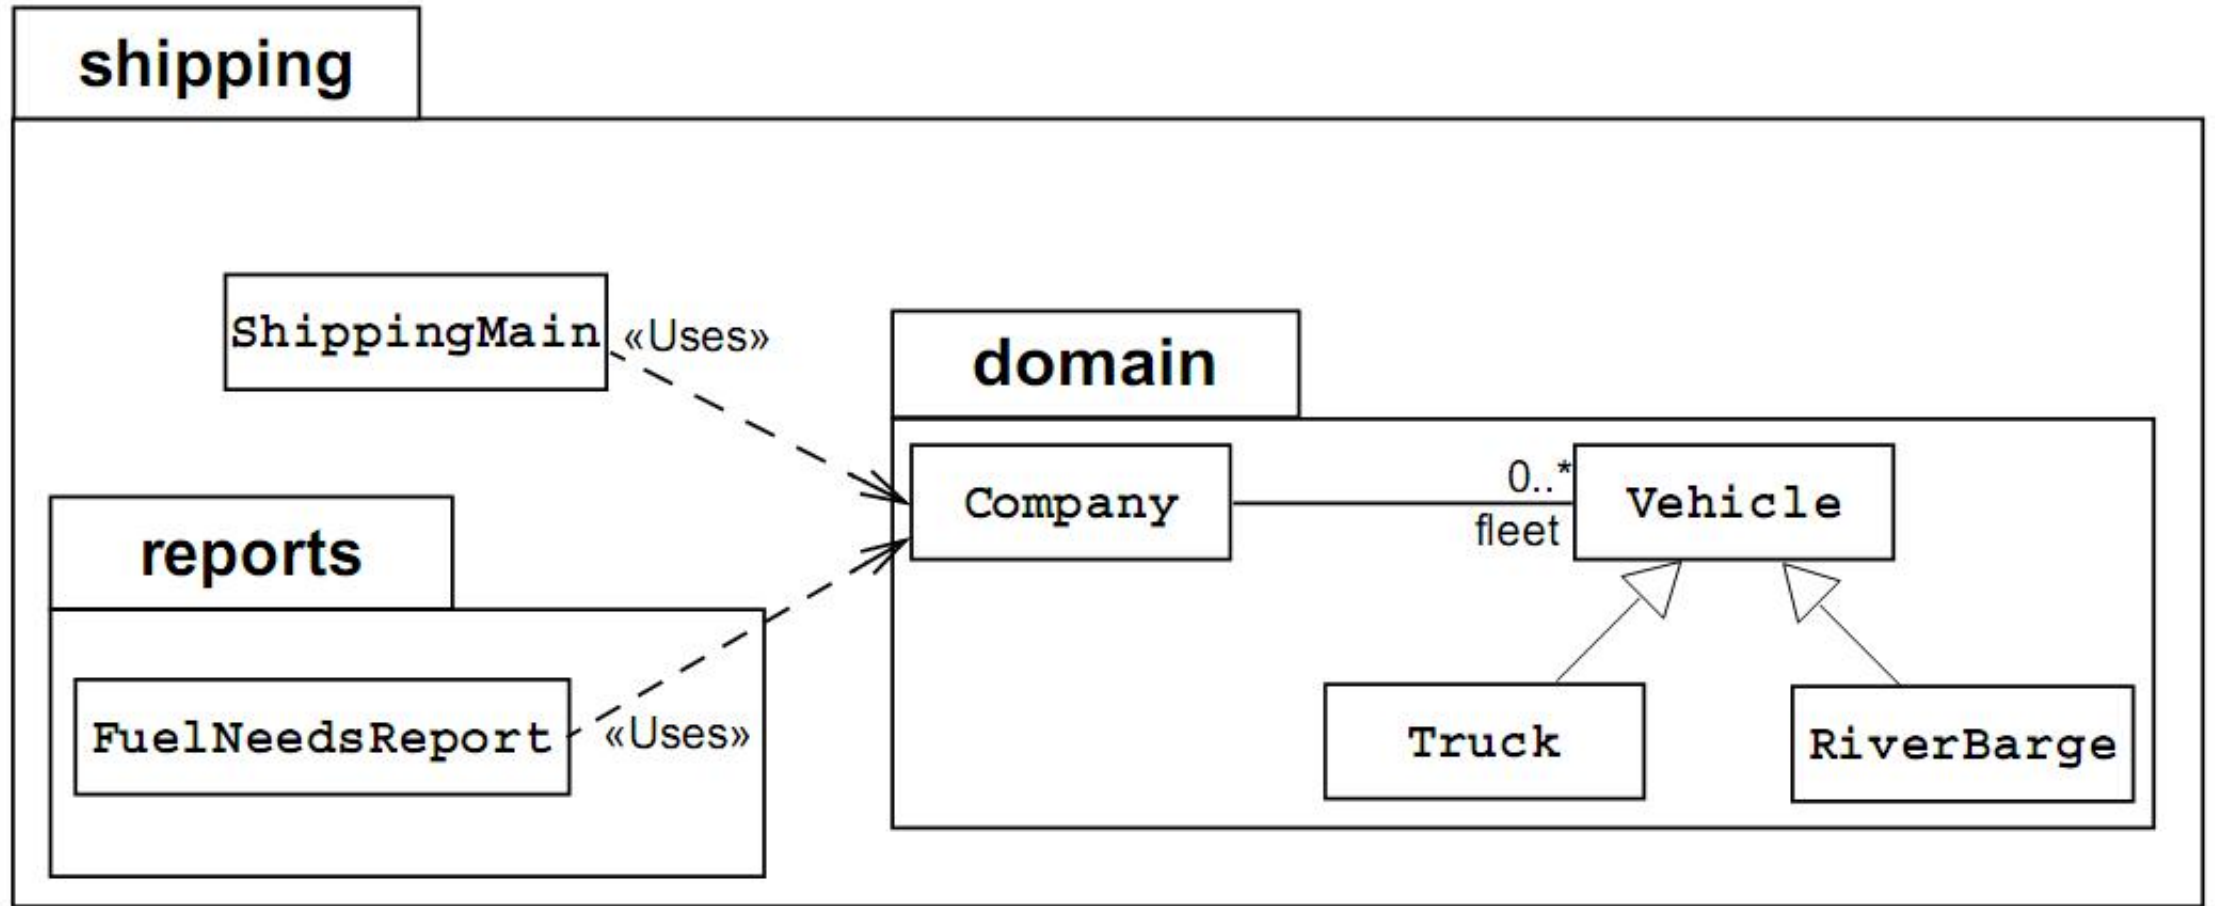 shipping
ShippingMain
«Uses»
domain
Company
0..*
fleet
Vehicle
reports
FuelNeedsReport
«Uses»
Truck
RiverBarge